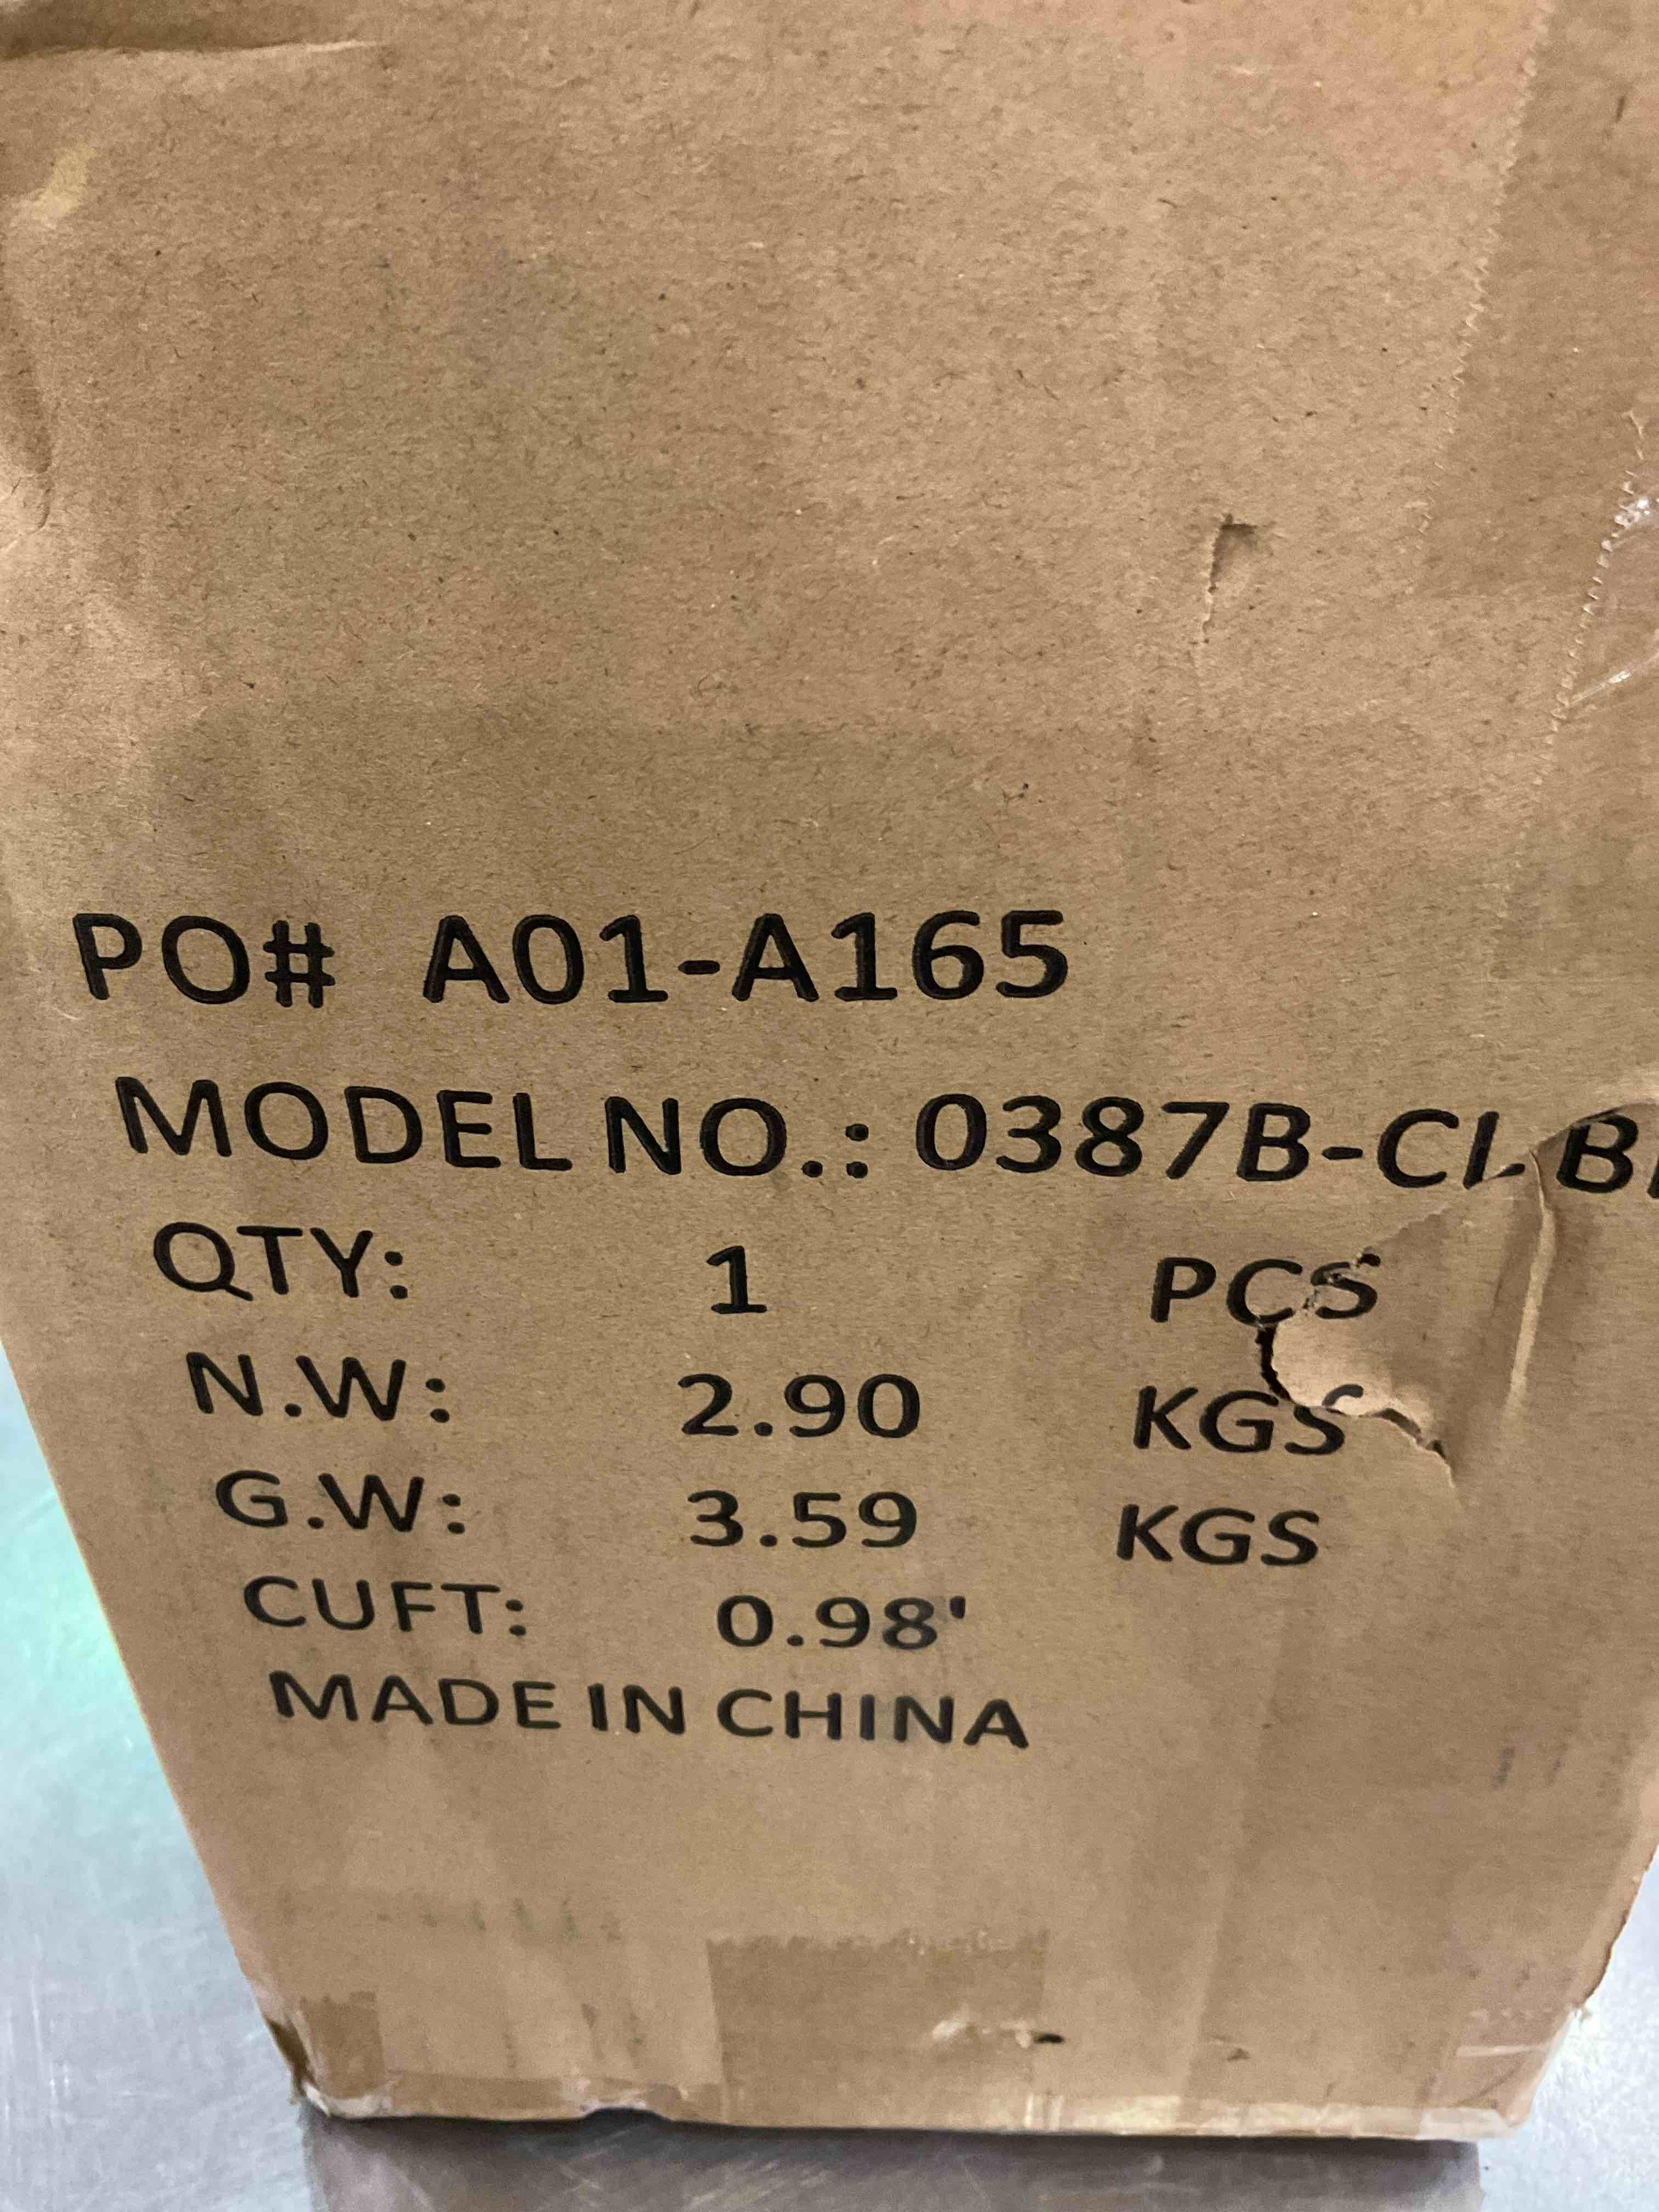 PO# A01-A165
MODEL NO.: 0387B-CL
QTY: 1 PCS
N.W: 2.90 KGS
G.W: 3.59 KGS
CUFT: 0.98'
MADE IN CHINA